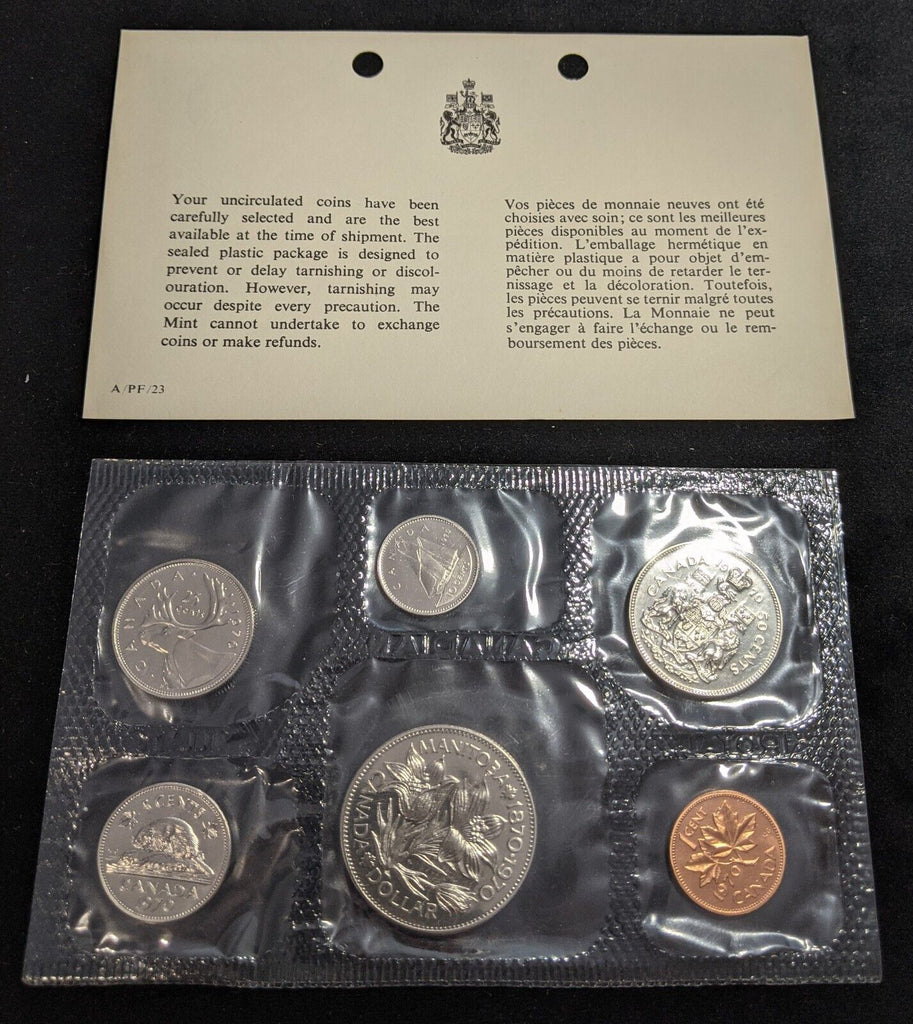 Your uncirculated coins have been
carefully selected and are the best
available at the time of shipment. The
sealed plastic package is designed to
prevent or delay tarnishing or discol-
ouration. However, tarnishing may
occur despite every precaution. The
Mint cannot undertake to exchange
coins or make refunds.
Vos pièces de monnaie neuves ont été
choisies avec soin; ce sont les meilleures
pièces disponibles au moment de l'ex-
pédition. L'emballage hermétique en
matière plastique a pour objet d'em-
pêcher ou du moins de retarder le ter-
nissage et la décoloration. Toutefois,
les pièces peuvent se ternir malgré toutes
les précautions. La Monnaie ne peut
s'engager à faire l'échange ou le rem-
boursement des pièces.
A/PF/23
CANADA 1970
25
CENTS
CANADA
10 CENTS
CANADA
50 CENTS
5 CENTS
CANADA
1970
MANITOBA 1870-1970
CANADA DOLLAR
1 CENT
1970
CANADA